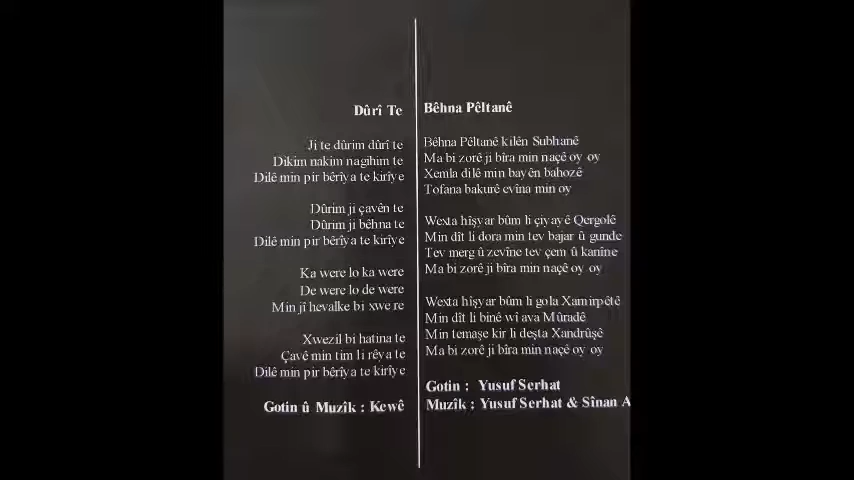 Dûrî Te
Ji te dûrim dûrî te
Dikim nakim nagihim te
Dilê min pir bêrîya te kirîye
Dûrim ji çavên te
Dûrim ji bêhna te
Dilê min pir bêrîya te kirîye
Ka were lo ka were
De were lo de were
Min jî hevalke bi xwe re
Xwezil bi hatina te
Çavê min tim li rêya te
Dilê min pir bêrîya te kirîye
Gotin û Muzîk : Kewê
Bêhna Pêltanê
Bêhna Pêltanê kilên Subhanê
Ma bi zorê ji bîra min naçê oy oy
Xemla dilê min bayên bahozê
Tofana bakurê evîna min oy
Wexta hişyar bûm li çiyayê Qergolê
Min dît li dora min tev bajar û gunde
Tev merg û zevîne tev çem û kanîne
Ma bi zorê ji bîra min naçê oy oy
Wexta hişyar bûm li gola Xamirpêtê
Min dît li binê wî ava Mûradê
Min temaşe kir li deşta Xandrûşê
Ma bi zorê ji bîra min naçê oy oy
Gotin : Yusuf Serhat
Muzîk : Yusuf Serhat & Sînan A